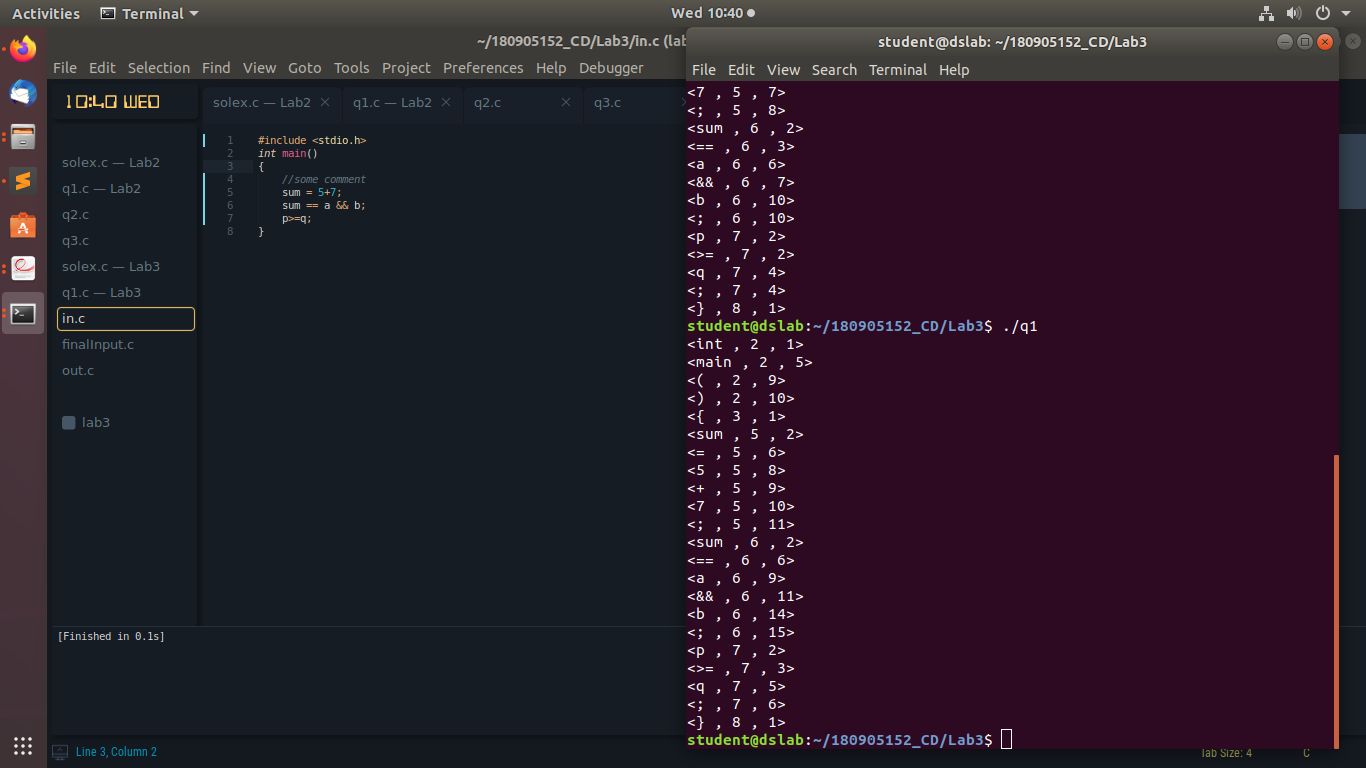 Activities Terminal Wed 10:40
~/180905152_CD/Lab3/in.c (lab
File Edit Selection Find View Goto Tools Project Preferences Help Debugger
10:40 WED
solex.c — Lab2 q1.c — Lab2 q2.c q3.c
solex.c — Lab2
q1.c — Lab2
q2.c
q3.c
solex.c — Lab3
q1.c — Lab3
in.c
finalInput.c
out.c
lab3
1 #include <stdio.h>
2 int main()
3 {
4 //some comment
5 sum = 5+7;
6 sum == a && b;
7 p>=q;
8 }
[Finished in 0.1s]
Line 3, Column 2
Tab Size: 4 C
student@dslab: ~/180905152_CD/Lab3
File Edit View Search Terminal Help
<7 , 5 , 7>
<; , 5 , 8>
<sum , 6 , 2>
<== , 6 , 3>
<a , 6 , 6>
<&& , 6 , 7>
<b , 6 , 10>
<; , 6 , 10>
<p , 7 , 2>
<>= , 7 , 2>
<q , 7 , 4>
<; , 7 , 4>
<} , 8 , 1>
student@dslab:~/180905152_CD/Lab3$ ./q1
<int , 2 , 1>
<main , 2 , 5>
<( , 2 , 9>
<) , 2 , 10>
<{ , 3 , 1>
<sum , 5 , 2>
<= , 5 , 6>
<5 , 5 , 8>
<+ , 5 , 9>
<7 , 5 , 10>
<; , 5 , 11>
<sum , 6 , 2>
<== , 6 , 6>
<a , 6 , 9>
<&& , 6 , 11>
<b , 6 , 14>
<; , 6 , 15>
<p , 7 , 2>
<>= , 7 , 3>
<q , 7 , 5>
<; , 7 , 6>
<} , 8 , 1>
student@dslab:~/180905152_CD/Lab3$